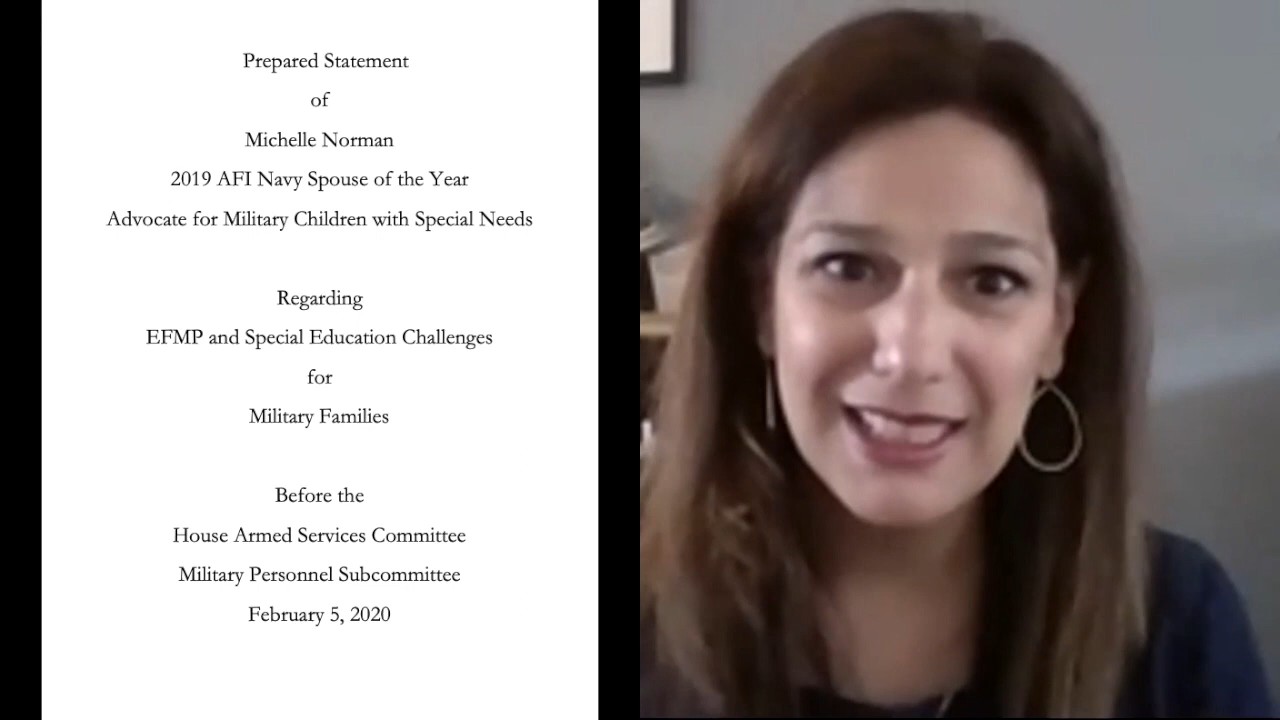 Prepared Statement
of
Michelle Norman
2019 AFI Navy Spouse of the Year
Advocate for Military Children with Special Needs
Regarding
EFMP and Special Education Challenges
for
Military Families
Before the
House Armed Services Committee
Military Personnel Subcommittee
February 5, 2020